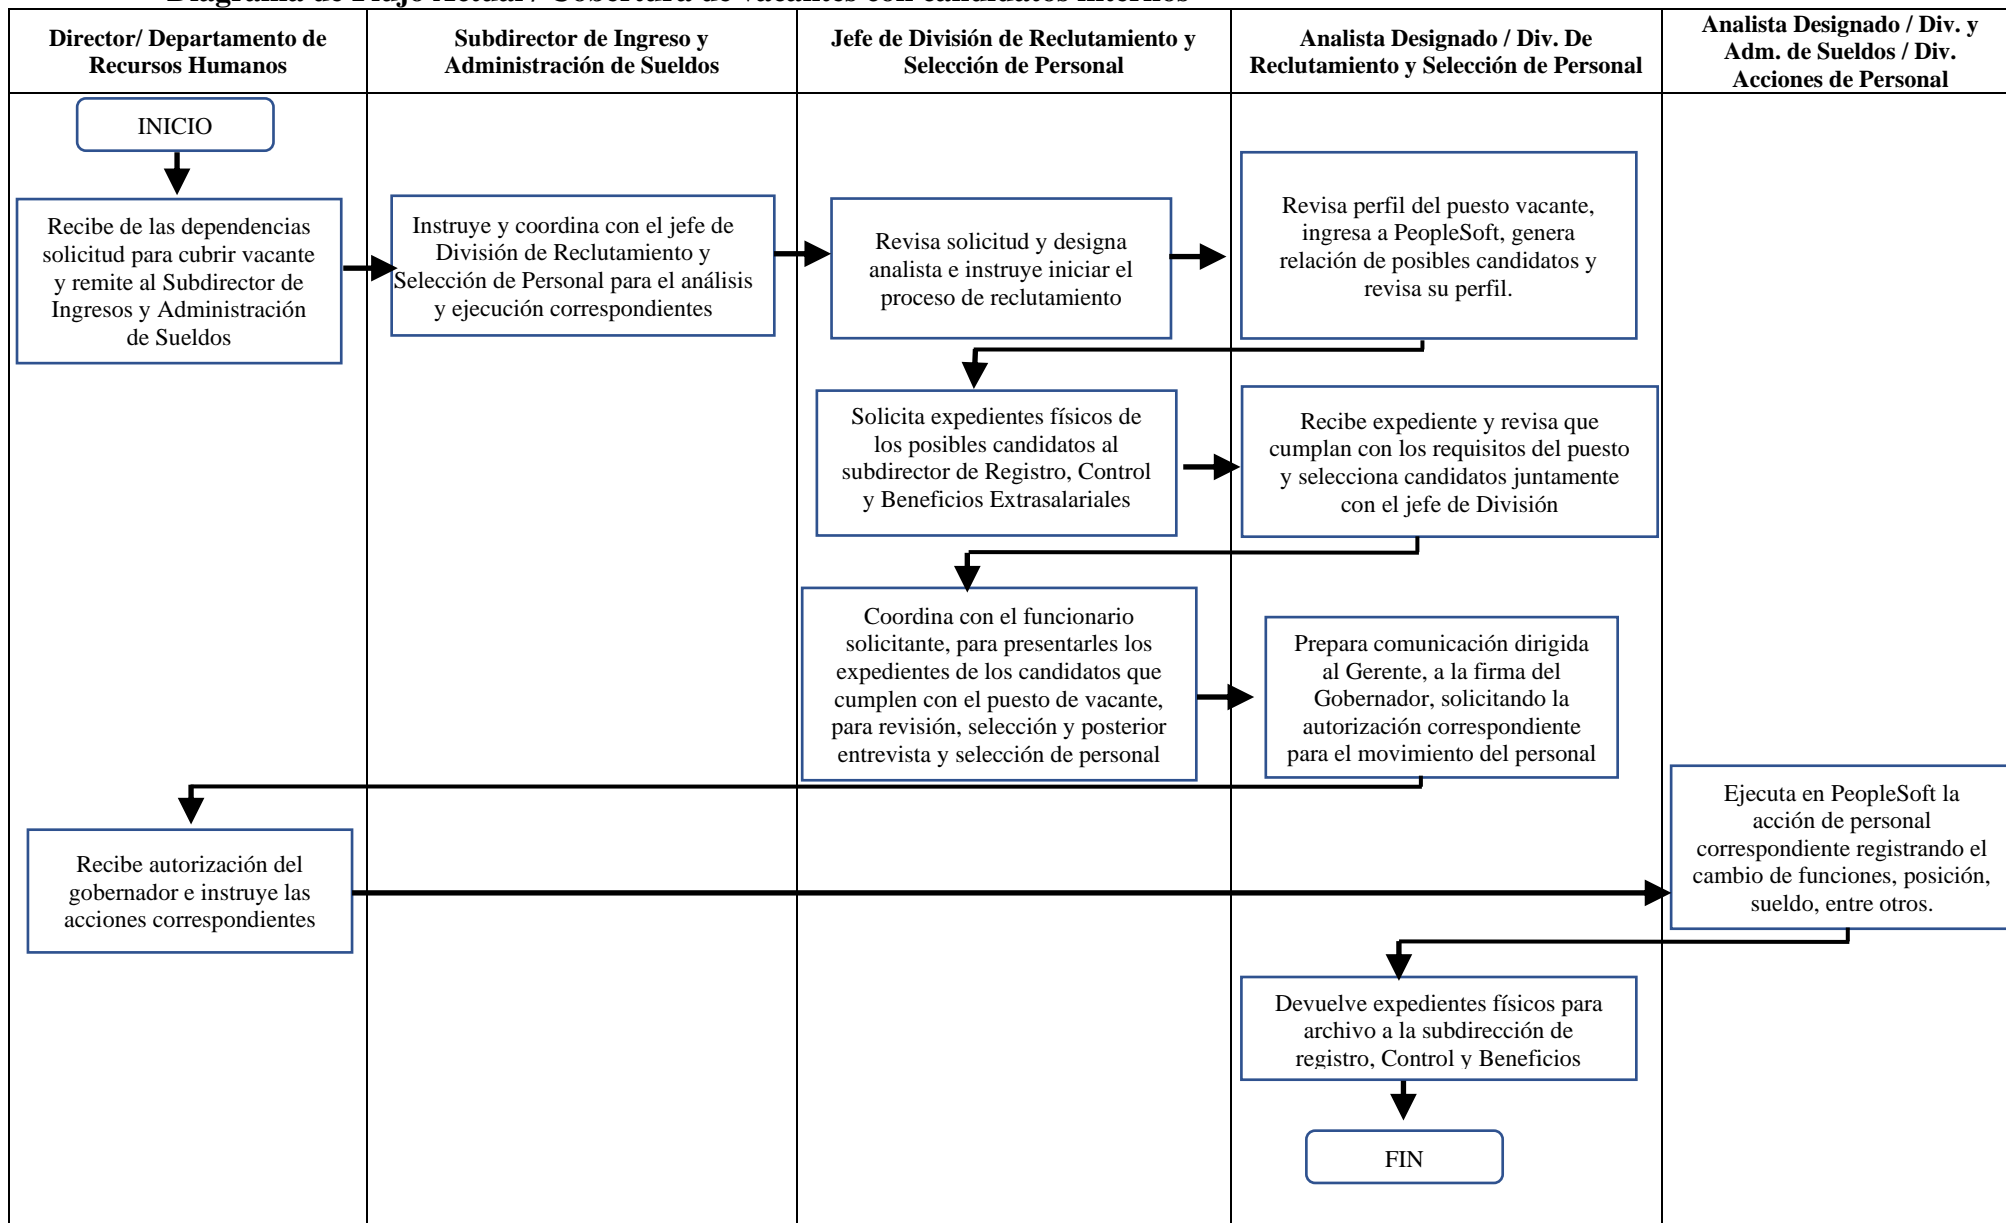 Diagrama de Flujo Actual / Cobertura de vacantes con candidatos internos
Director/ Departamento de
Recursos Humanos
Subdirector de Ingreso y
Administración de Sueldos
Jefe de División de Reclutamiento y
Selección de Personal
Analista Designado / Div. De
Reclutamiento y Selección de Personal
Analista Designado / Div. y
Adm. de Sueldos / Div.
Acciones de Personal
INICIO
Recibe de las dependencias
solicitud para cubrir vacante
y remite al Subdirector de
Ingresos y Administración
de Sueldos
Instruye y coordina con el jefe de
División de Reclutamiento y
Selección de Personal para el análisis
y ejecución correspondientes
Revisa solicitud y designa
analista e instruye iniciar el
proceso de reclutamiento
Revisa perfil del puesto vacante,
ingresa a PeopleSoft, genera
relación de posibles candidatos y
revisa su perfil.
Solicita expedientes físicos de
los posibles candidatos al
subdirector de Registro, Control
y Beneficios Extrasalariales
Recibe expediente y revisa que
cumplan con los requisitos del puesto
y selecciona candidatos juntamente
con el jefe de División
Coordina con el funcionario
solicitante, para presentarles los
expedientes de los candidatos que
cumplen con el puesto de vacante,
para revisión, selección y posterior
entrevista y selección de personal
Prepara comunicación dirigida
al Gerente, a la firma del
Gobernador, solicitando la
autorización correspondiente
para el movimiento del personal
Recibe autorización del
gobernador e instruye las
acciones correspondientes
Ejecuta en PeopleSoft la
acción de personal
correspondiente registrando el
cambio de funciones, posición,
sueldo, entre otros.
Devuelve expedientes físicos para
archivo a la subdirección de
registro, Control y Beneficios
FIN